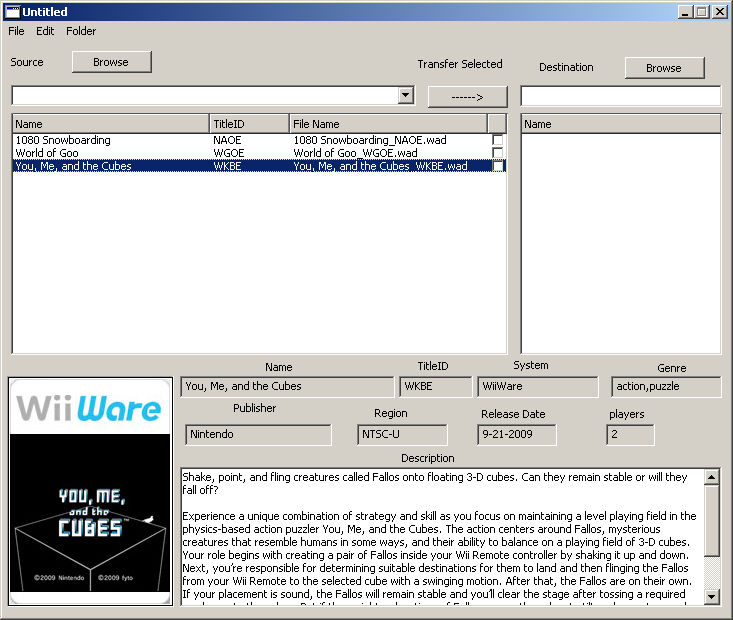 Untitled
File Edit Folder
Source Browse Transfer Selected Destination Browse
------>
Name TitleID File Name Name
1080 Snowboarding NAOE 1080 Snowboarding_NAOE.wad
World of Goo WGOE World of Goo_WGOE.wad
You, Me, and the Cubes WKBE You, Me, and the Cubes_WKBE.wad
Name TitleID System Genre
You, Me, and the Cubes WKBE WiiWare action,puzzle
Publisher Region Release Date players
Nintendo NTSC-U 9-21-2009 2
Description
WiiWare
YOU, ME,
and the
CUBES™
©2009 Nintendo ©2009 fyto
Shake, point, and fling creatures called Fallos onto floating 3-D cubes. Can they remain stable or will they
fall off?
Experience a unique combination of strategy and skill as you focus on maintaining a level playing field in the
physics-based action puzzler You, Me, and the Cubes. The action centers around Fallos, mysterious
creatures that resemble humans in some ways, and their ability to balance on a playing field of 3-D cubes.
Your role begins with creating a pair of Fallos inside your Wii Remote controller by shaking it up and down.
Next, you're responsible for determining suitable destinations for them to land and then flinging the Fallos
from your Wii Remote to the selected cube with a swinging motion. After that, the Fallos are on their own.
If your placement is sound, the Fallos will remain stable and you'll clear the stage after tossing a required